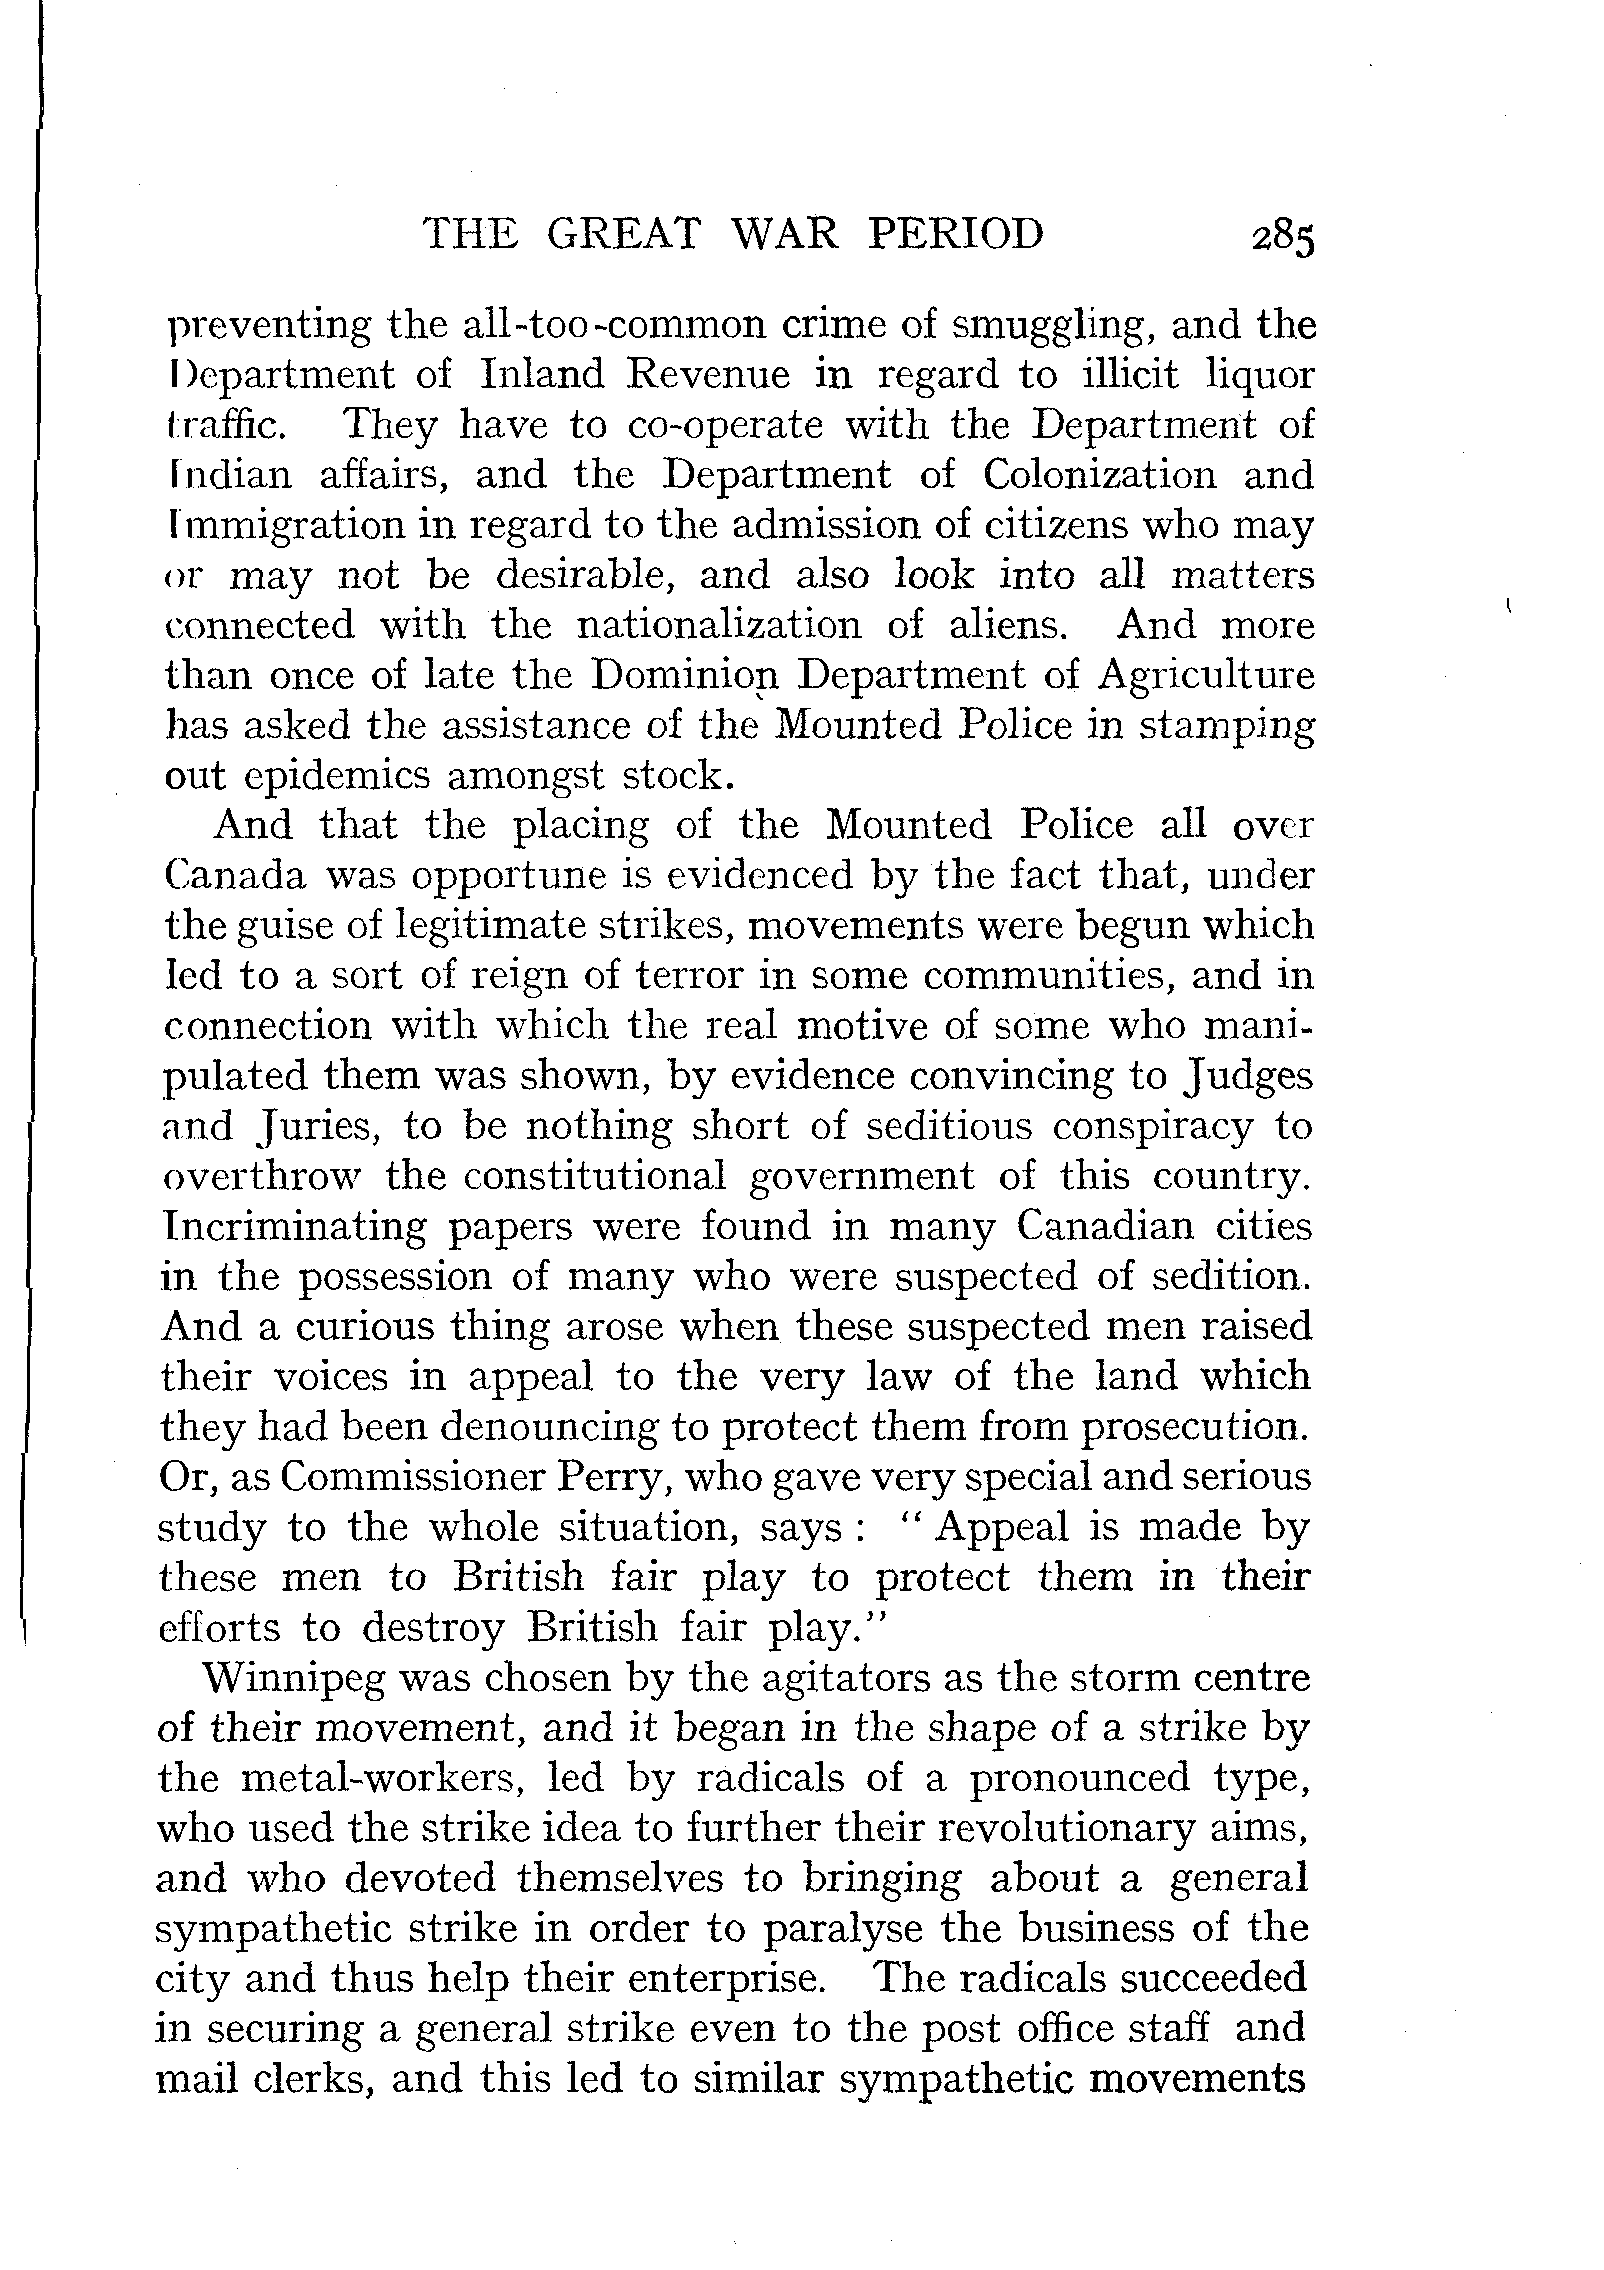 THE GREAT WAR PERIOD 285
preventing the all-too-common crime of smuggling, and the
Department of Inland Revenue in regard to illicit liquor
traffic. They have to co-operate with the Department of
Indian affairs, and the Department of Colonization and
Immigration in regard to the admission of citizens who may
or may not be desirable, and also look into all matters
connected with the nationalization of aliens. And more
than once of late the Dominion Department of Agriculture
has asked the assistance of the Mounted Police in stamping
out epidemics amongst stock.
And that the placing of the Mounted Police all over
Canada was opportune is evidenced by the fact that, under
the guise of legitimate strikes, movements were begun which
led to a sort of reign of terror in some communities, and in
connection with which the real motive of some who mani-
pulated them was shown, by evidence convincing to Judges
and Juries, to be nothing short of seditious conspiracy to
overthrow the constitutional government of this country.
Incriminating papers were found in many Canadian cities
in the possession of many who were suspected of sedition.
And a curious thing arose when these suspected men raised
their voices in appeal to the very law of the land which
they had been denouncing to protect them from prosecution.
Or, as Commissioner Perry, who gave very special and serious
study to the whole situation, says : “ Appeal is made by
these men to British fair play to protect them in their
efforts to destroy British fair play.”
Winnipeg was chosen by the agitators as the storm centre
of their movement, and it began in the shape of a strike by
the metal-workers, led by radicals of a pronounced type,
who used the strike idea to further their revolutionary aims,
and who devoted themselves to bringing about a general
sympathetic strike in order to paralyse the business of the
city and thus help their enterprise. The radicals succeeded
in securing a general strike even to the post office staff and
mail clerks, and this led to similar sympathetic movements